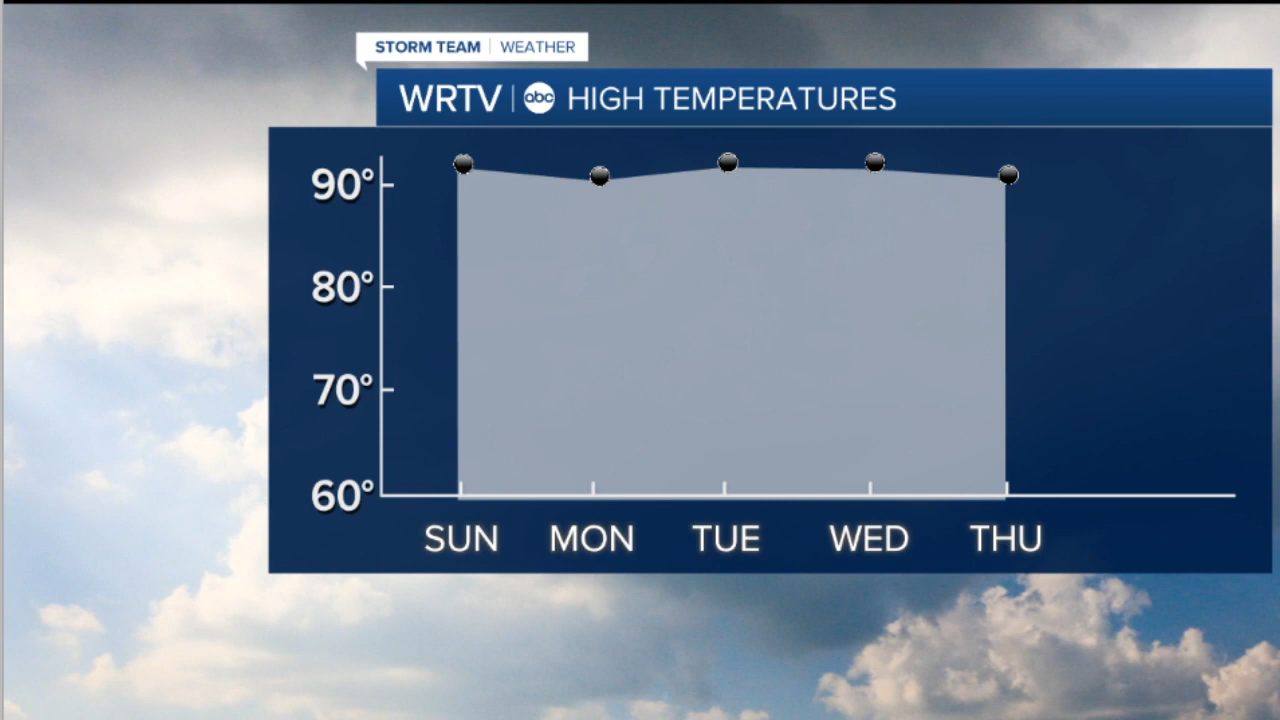 STORM TEAM | WEATHER
WRTV | abc HIGH TEMPERATURES
90°
80°
70°
60°
SUN MON TUE WED THU